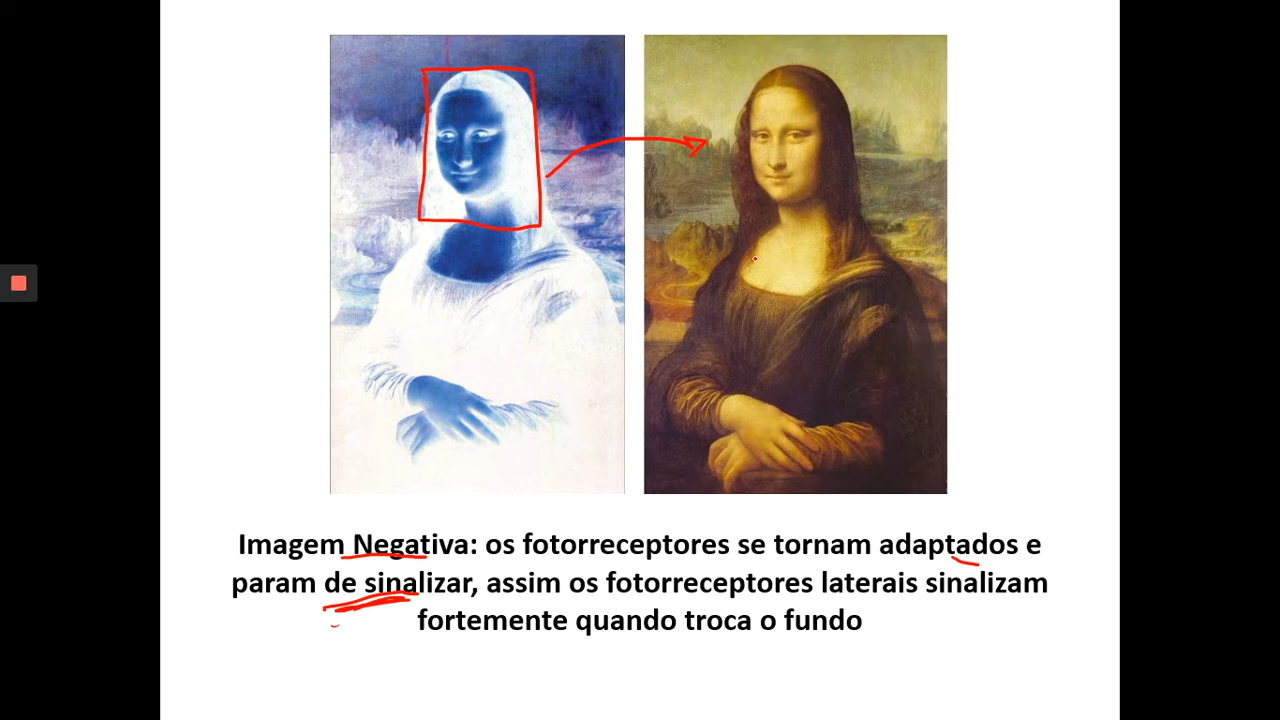 Imagem Negativa: os fotorreceptores se tornam adaptados e
param de sinalizar, assim os fotorreceptores laterais sinalizam
fortemente quando troca o fundo